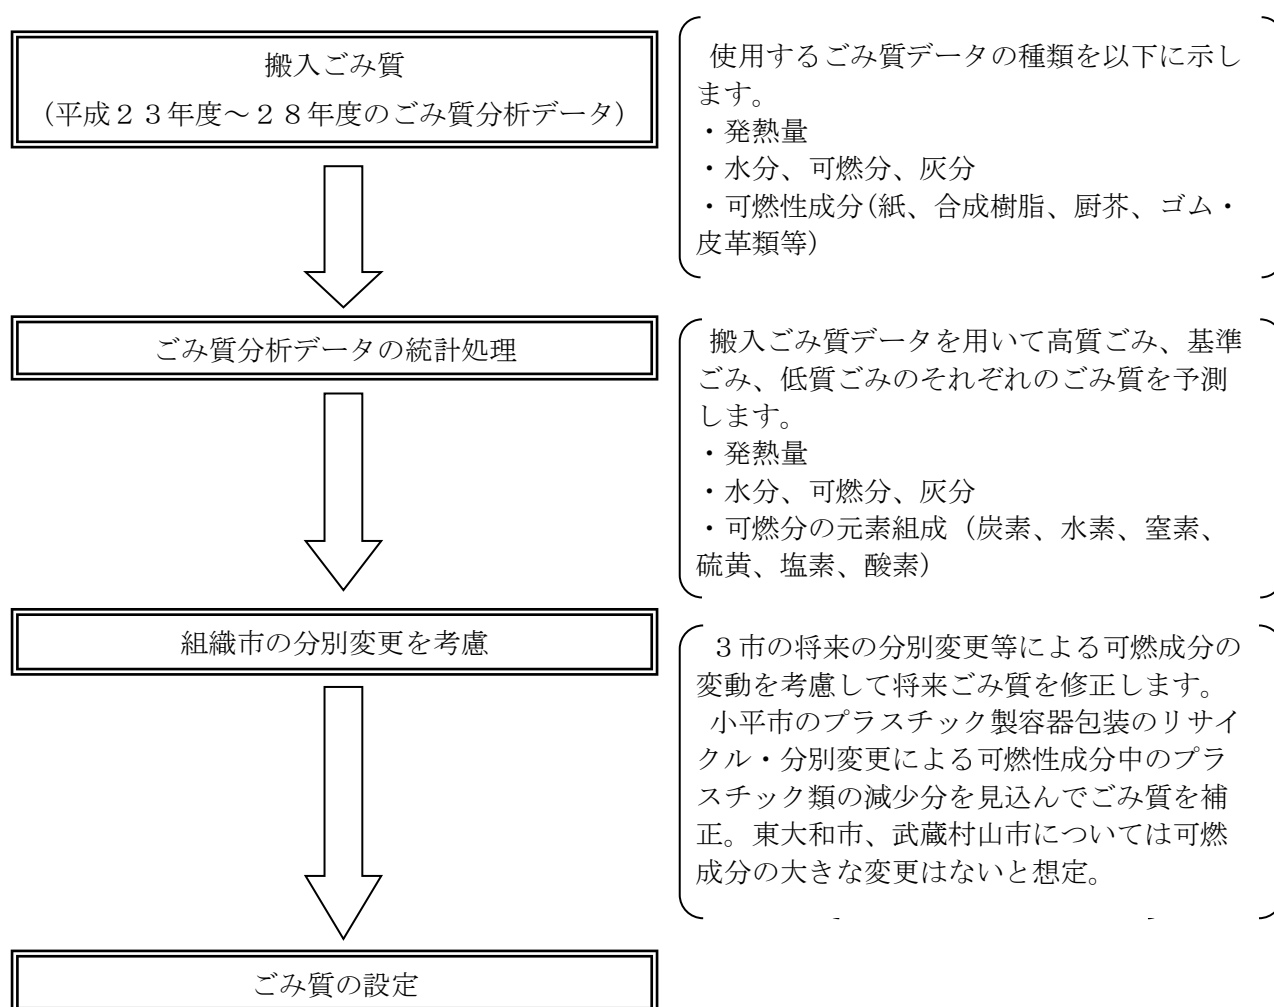 搬入ごみ質
(平成２３年度～２８年度のごみ質分析データ)
使用するごみ質データの種類を以下に示し
ます。
・発熱量
・水分、可燃分、灰分
・可燃性成分(紙、合成樹脂、厨芥、ゴム・
皮革類等)
ごみ質分析データの統計処理
搬入ごみ質データを用いて高質ごみ、基準
ごみ、低質ごみのそれぞれのごみ質を予測
します。
・発熱量
・水分、可燃分、灰分
・可燃分の元素組成 (炭素、水素、窒素、
硫黄、塩素、酸素)
組織市の分別変更を考慮
３市の将来の分別変更等による可燃成分の
変動を考慮して将来ごみ質を修正します。
小平市のプラスチック製容器包装のリサイ
クル・分別変更による可燃性成分中のプラ
スチック類の減少分を見込んでごみ質を補
正。東大和市、武蔵村山市については可燃
成分の大きな変更はないと想定。
ごみ質の設定